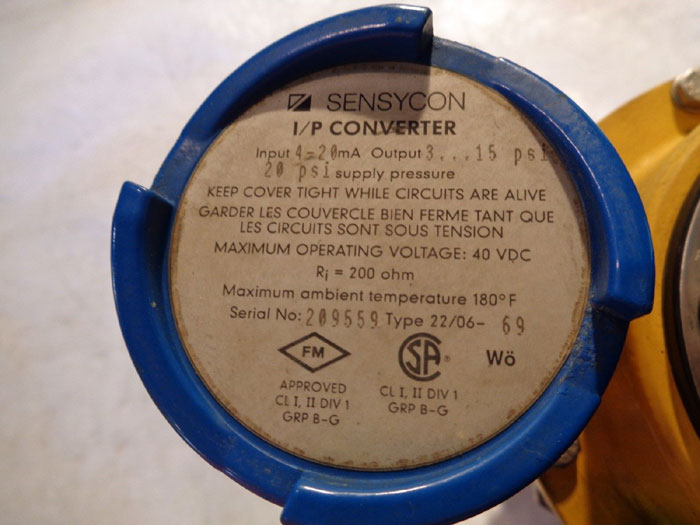 SENSYCON
I/P CONVERTER
Input 4-20mA Output 3...15 psi
20 psi supply pressure
KEEP COVER TIGHT WHILE CIRCUITS ARE ALIVE
GARDER LES COUVERCLE BIEN FERME TANT QUE
LES CIRCUITS SONT SOUS TENSION
MAXIMUM OPERATING VOLTAGE: 40 VDC
Ri = 200 ohm
Maximum ambient temperature 180°F
Serial No: 209559 Type 22/06- 69
FM SA® Wö
APPROVED CL I, II DIV 1
CL I, II DIV 1 GRP B-G
GRP B-G